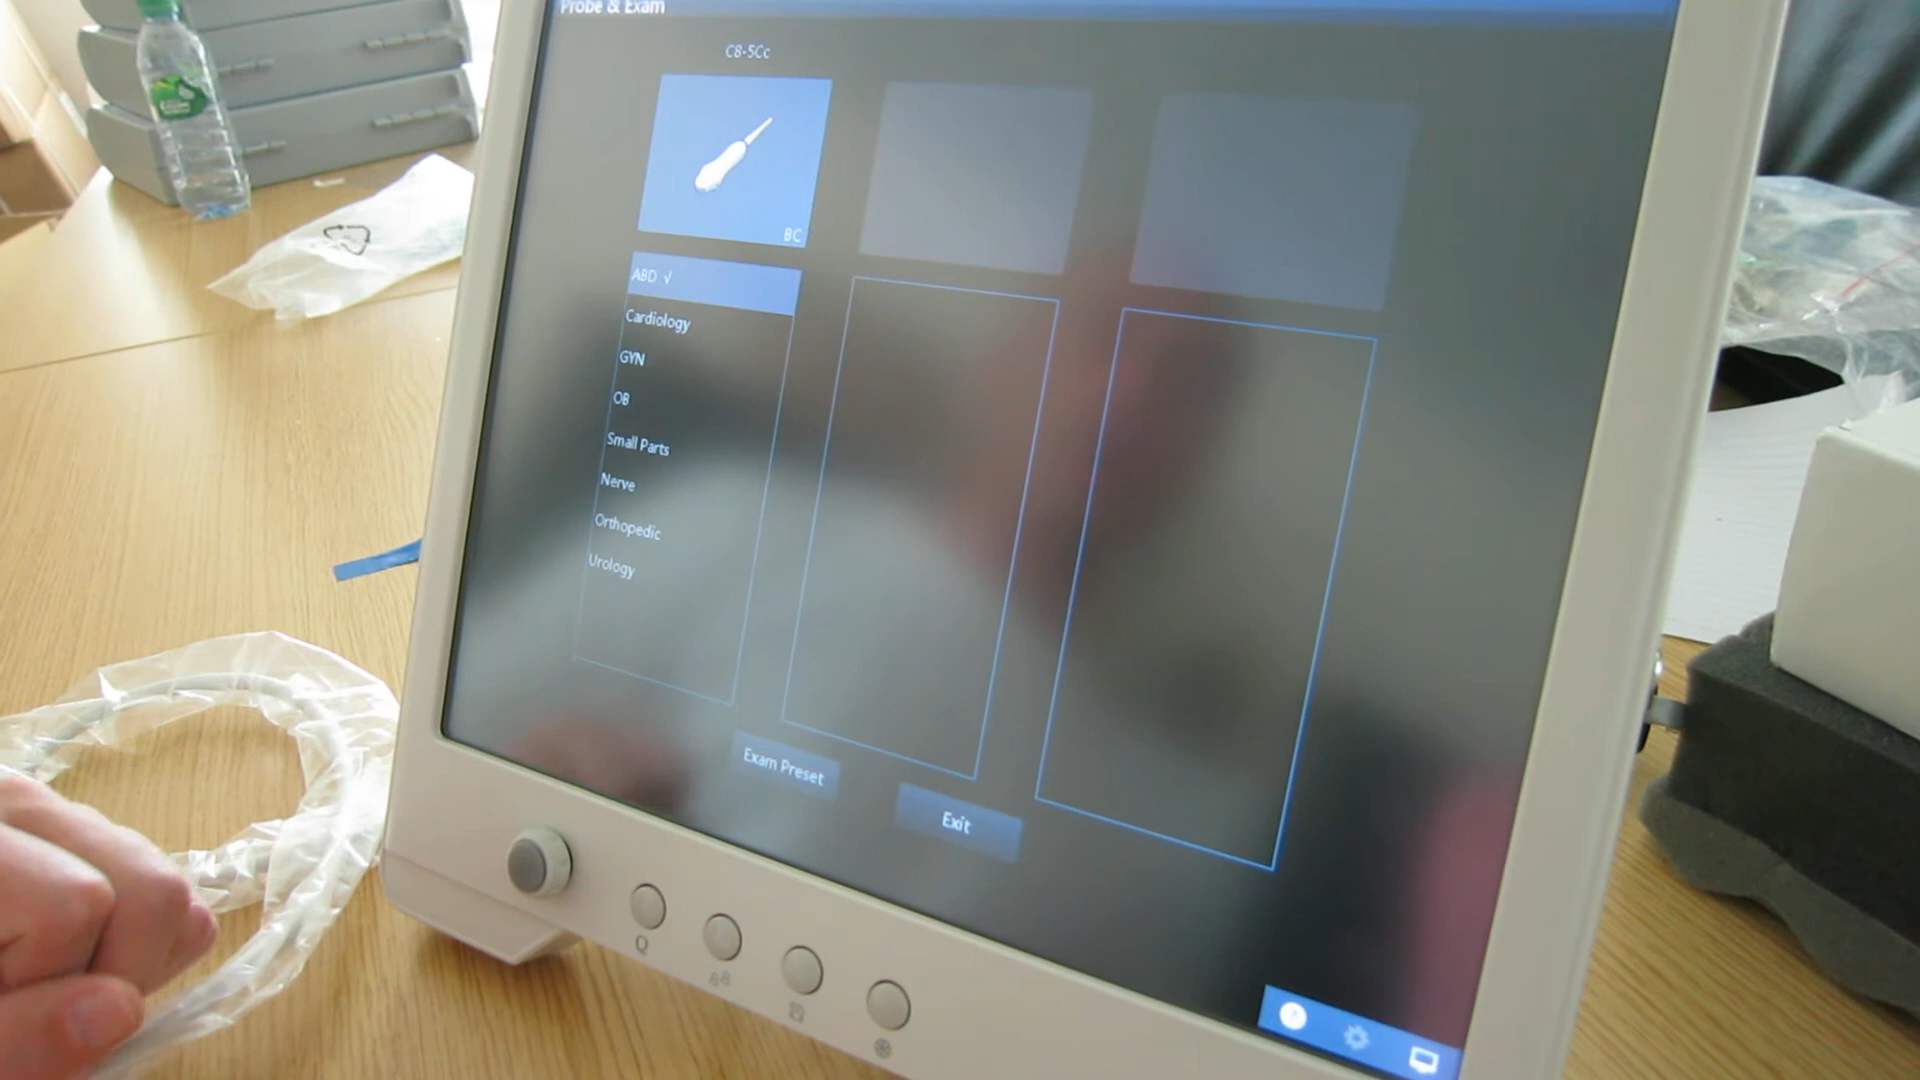 Probe & Exam
C8-5Cc
BC
ABD √
Cardiology
GYN
OB
Small Parts
Nerve
Orthopedic
Urology
Exam Preset
Exit